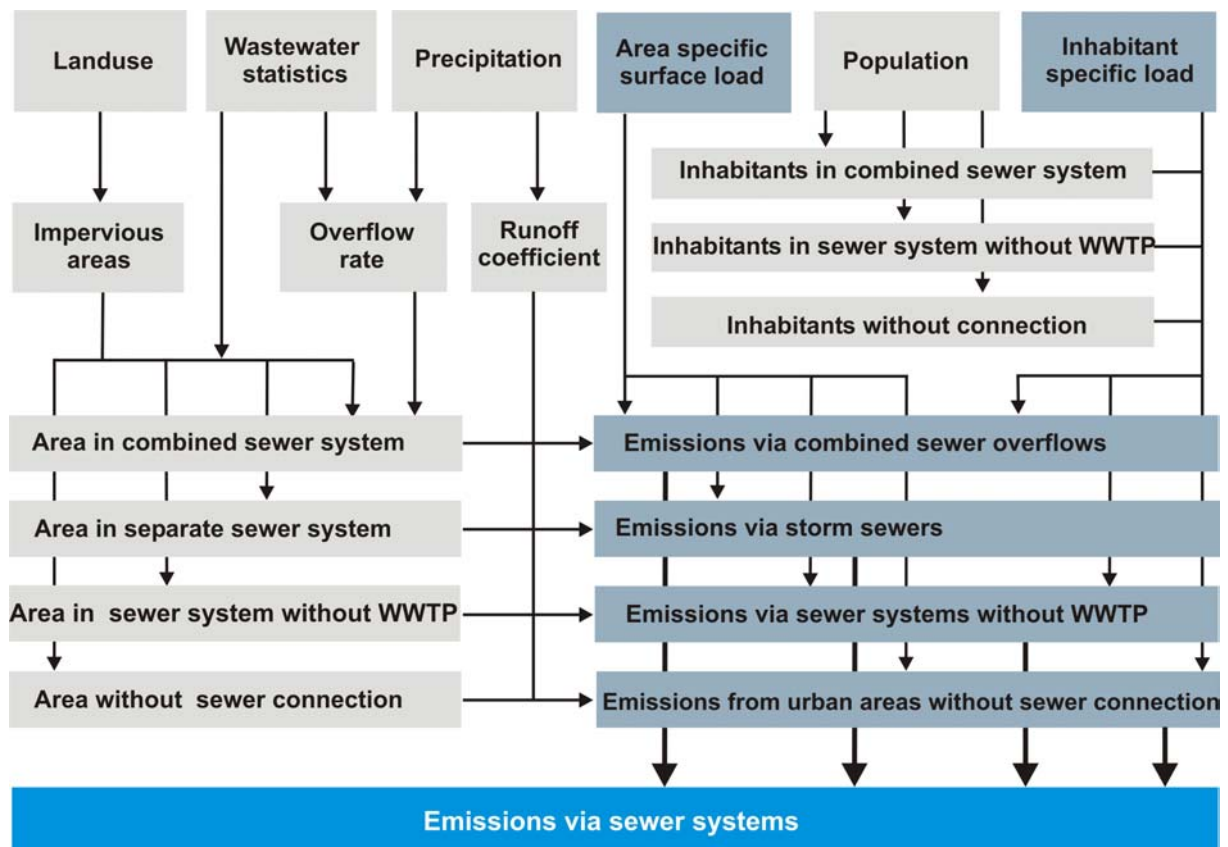 Landuse
Wastewater
statistics
Precipitation
Area specific
surface load
Population
Inhabitant
specific load
Inhabitants in combined sewer system
Impervious
areas
Overflow
rate
Runoff
coefficient
Inhabitants in sewer system without WWTP
Inhabitants without connection
Area in combined sewer system
Emissions via combined sewer overflows
Area in separate sewer system
Emissions via storm sewers
Area in sewer system without WWTP
Emissions via sewer systems without WWTP
Area without sewer connection
Emissions from urban areas without sewer connection
Emissions via sewer systems